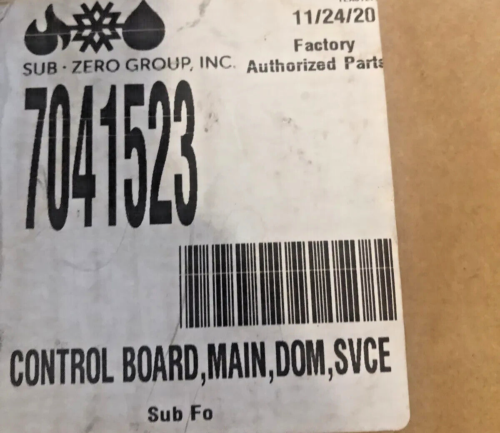 11/24/20
Factory
SUB · ZERO GROUP, INC. Authorized Parts
7041523
CONTROL BOARD,MAIN,DOM,SVCE
Sub Fo